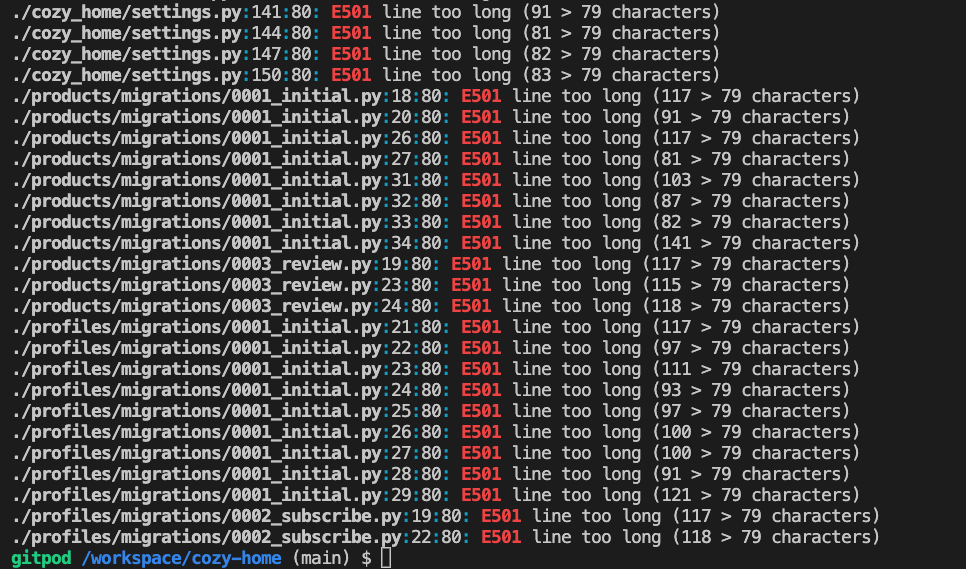 ./cozy_home/settings.py:141:80: E501 line too long (91 > 79 characters)
./cozy_home/settings.py:144:80: E501 line too long (81 > 79 characters)
./cozy_home/settings.py:147:80: E501 line too long (82 > 79 characters)
./cozy_home/settings.py:150:80: E501 line too long (83 > 79 characters)
./products/migrations/0001_initial.py:18:80: E501 line too long (117 > 79 characters)
./products/migrations/0001_initial.py:20:80: E501 line too long (91 > 79 characters)
./products/migrations/0001_initial.py:26:80: E501 line too long (117 > 79 characters)
./products/migrations/0001_initial.py:27:80: E501 line too long (81 > 79 characters)
./products/migrations/0001_initial.py:31:80: E501 line too long (103 > 79 characters)
./products/migrations/0001_initial.py:32:80: E501 line too long (87 > 79 characters)
./products/migrations/0001_initial.py:33:80: E501 line too long (82 > 79 characters)
./products/migrations/0001_initial.py:34:80: E501 line too long (141 > 79 characters)
./products/migrations/0003_review.py:19:80: E501 line too long (117 > 79 characters)
./products/migrations/0003_review.py:23:80: E501 line too long (115 > 79 characters)
./products/migrations/0003_review.py:24:80: E501 line too long (118 > 79 characters)
./profiles/migrations/0001_initial.py:21:80: E501 line too long (117 > 79 characters)
./profiles/migrations/0001_initial.py:22:80: E501 line too long (97 > 79 characters)
./profiles/migrations/0001_initial.py:23:80: E501 line too long (111 > 79 characters)
./profiles/migrations/0001_initial.py:24:80: E501 line too long (93 > 79 characters)
./profiles/migrations/0001_initial.py:25:80: E501 line too long (97 > 79 characters)
./profiles/migrations/0001_initial.py:26:80: E501 line too long (100 > 79 characters)
./profiles/migrations/0001_initial.py:27:80: E501 line too long (100 > 79 characters)
./profiles/migrations/0001_initial.py:28:80: E501 line too long (91 > 79 characters)
./profiles/migrations/0001_initial.py:29:80: E501 line too long (121 > 79 characters)
./profiles/migrations/0002_subscribe.py:19:80: E501 line too long (117 > 79 characters)
./profiles/migrations/0002_subscribe.py:22:80: E501 line too long (118 > 79 characters)
gitpod /workspace/cozy-home (main) $